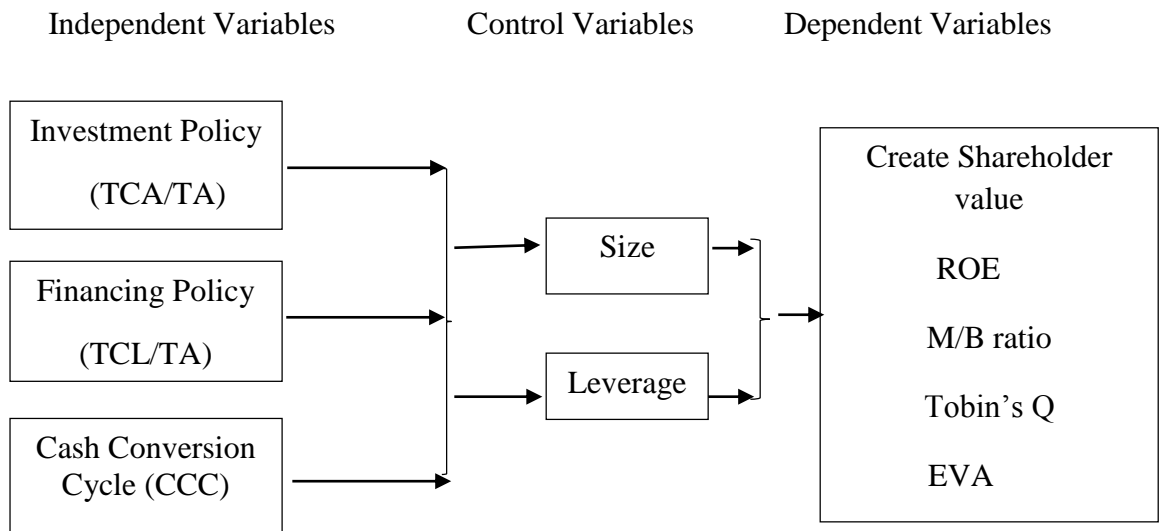 Independent Variables
Control Variables
Dependent Variables
Investment Policy
(TCA/TA)
Financing Policy
(TCL/TA)
Cash Conversion
Cycle (CCC)
Size
Leverage
Create Shareholder
value
ROE
M/B ratio
Tobin’s Q
EVA